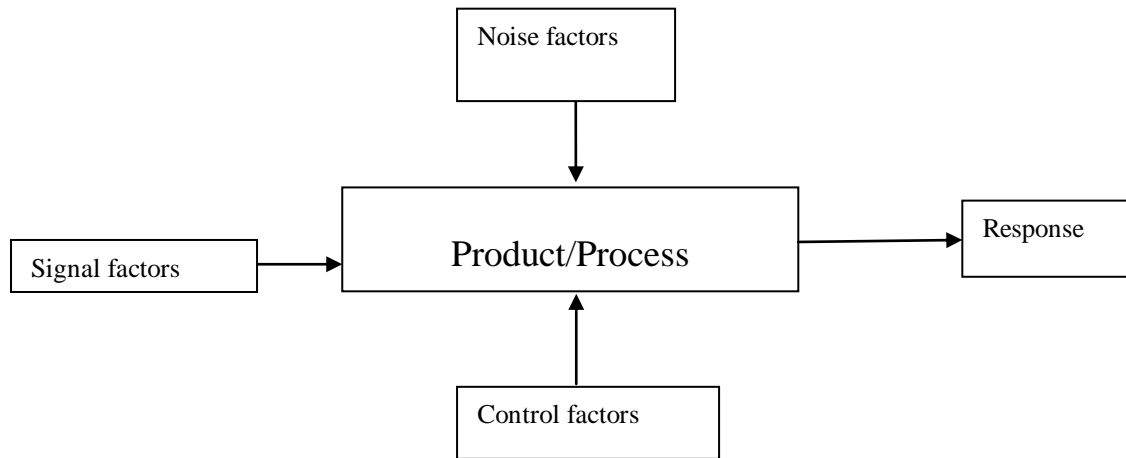 Noise factors
Product/Process
Response
Signal factors
Control factors